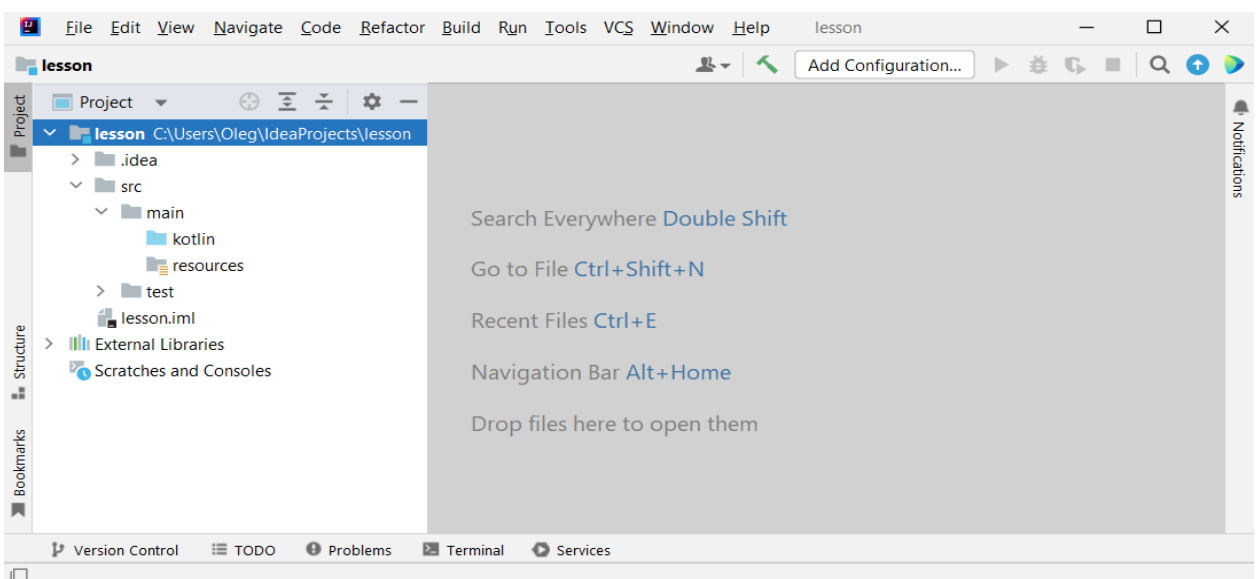 File Edit View Navigate Code Refactor Build Run Tools VCS Window Help lesson
lesson
Add Configuration...
Project
Project
lesson C:\Users\Oleg\IdeaProjects\lesson
.idea
src
main
kotlin
resources
test
lesson.iml
External Libraries
Scratches and Consoles
Structure
Bookmarks
Search Everywhere Double Shift
Go to File Ctrl+Shift+N
Recent Files Ctrl+E
Navigation Bar Alt+Home
Drop files here to open them
Notifications
Version Control TODO Problems Terminal Services